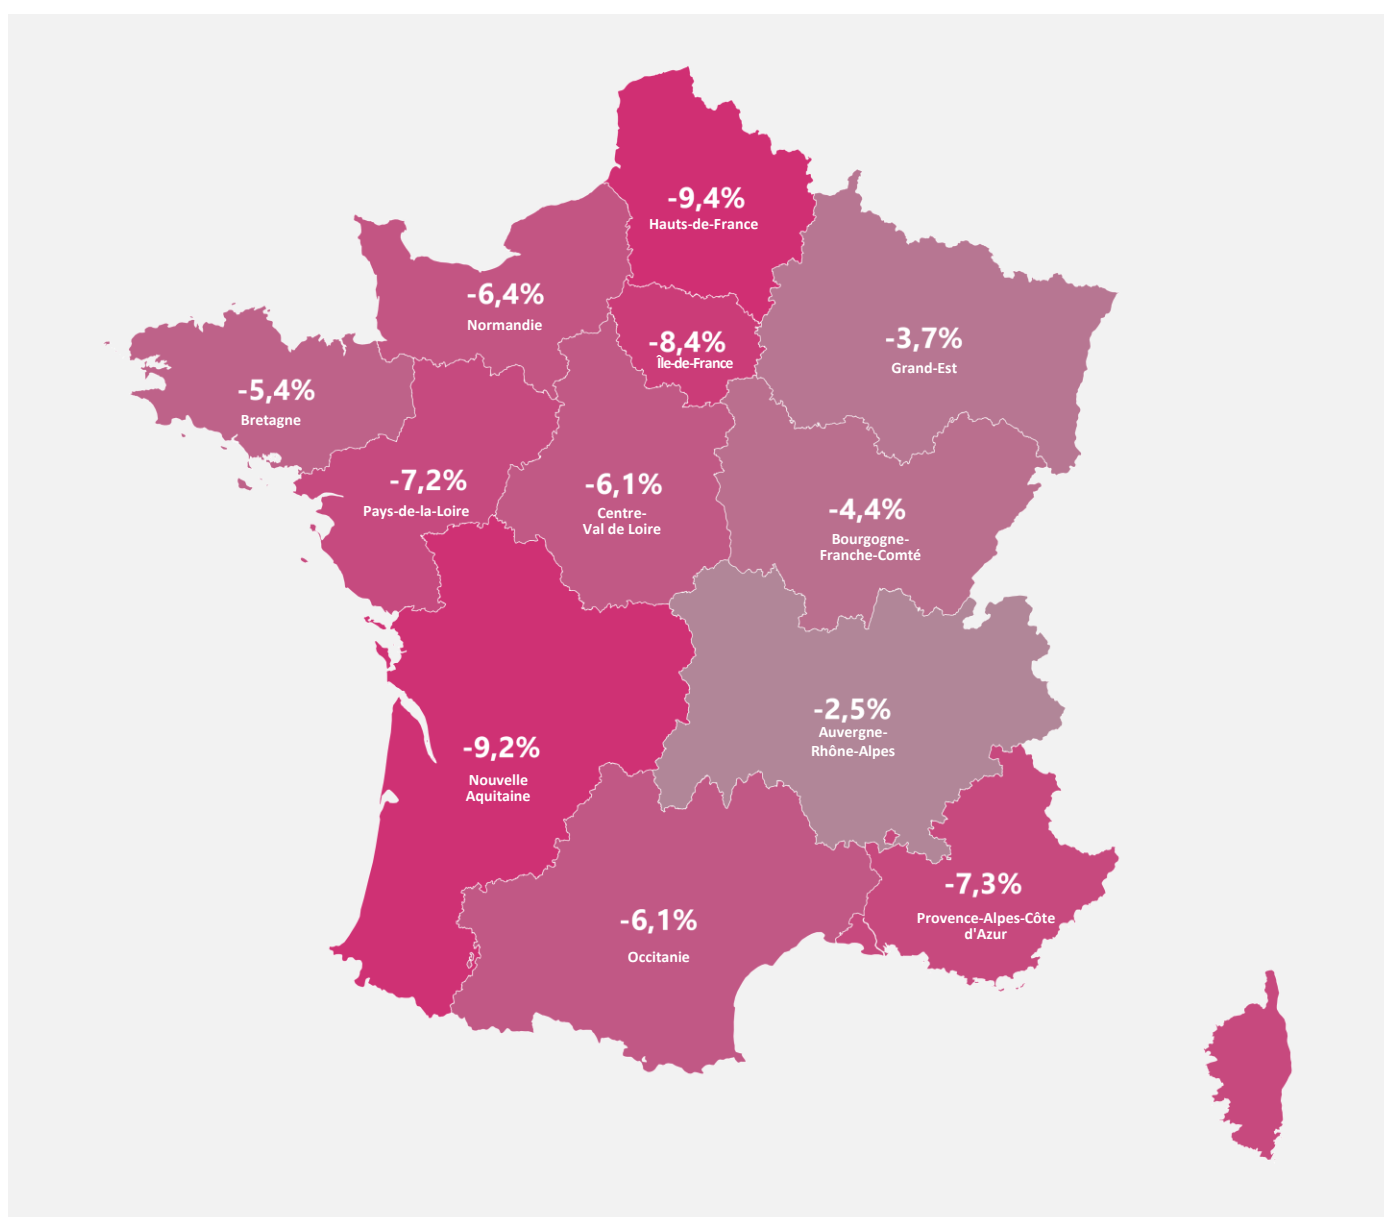 -9,4%
Hauts-de-France
-6,4%
Normandie
-8,4%
Île-de-France
-3,7%
Grand-Est
-5,4%
Bretagne
-7,2%
Pays-de-la-Loire
-6,1%
Centre-
Val de Loire
-4,4%
Bourgogne-
Franche-Comté
-2,5%
Auvergne-
Rhône-Alpes
-9,2%
Nouvelle
Aquitaine
-7,3%
Provence-Alpes-Côte
d'Azur
-6,1%
Occitanie